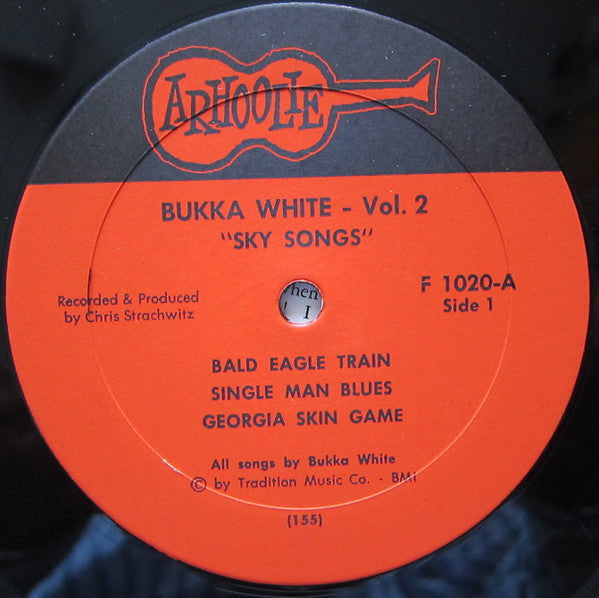 ARHOOLIE
BUKKA WHITE - Vol. 2
"SKY SONGS"
Recorded & Produced
by Chris Strachwitz
F 1020-A
Side 1
hen
I
BALD EAGLE TRAIN
SINGLE MAN BLUES
GEORGIA SKIN GAME
All songs by Bukka White
© by Tradition Music Co. - BMI
(155)